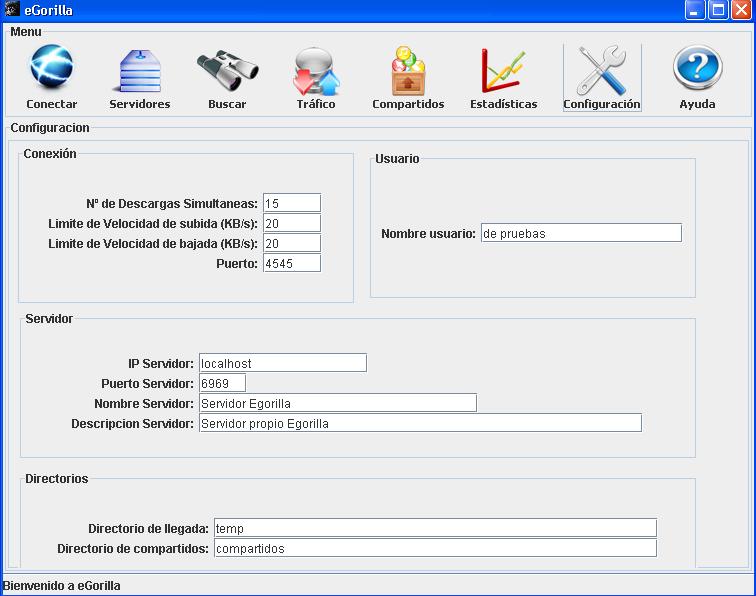 eGorilla
Menu
Conectar Servidores Buscar Tráfico Compartidos Estadísticas Configuración Ayuda
Configuracion
Conexión
Nº de Descargas Simultaneas: 15
Limite de Velocidad de subida (KB/s): 20
Limite de Velocidad de bajada (KB/s): 20
Puerto: 4545
Usuario
Nombre usuario: de pruebas
Servidor
IP Servidor: localhost
Puerto Servidor: 6969
Nombre Servidor: Servidor Egorilla
Descripcion Servidor: Servidor propio Egorilla
Directorios
Directorio de llegada: temp
Directorio de compartidos: compartidos
Bienvenido a eGorilla